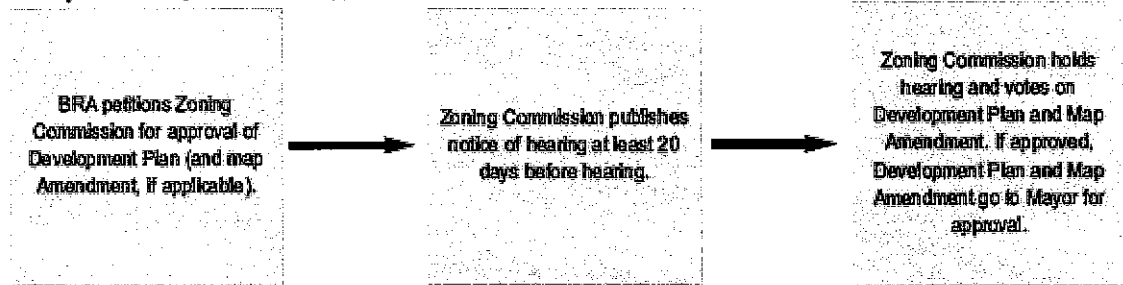 BRA petitions Zoning
Commission for approval of
Development Plan (and map
Amendment, if applicable).
Zoning Commission publishes
notice of hearing at least 20
days before hearing.
Zoning Commission holds
hearing and votes on
Development Plan and Map
Amendment. If approved,
Development Plan and Map
Amendment go to Mayor for
approval.